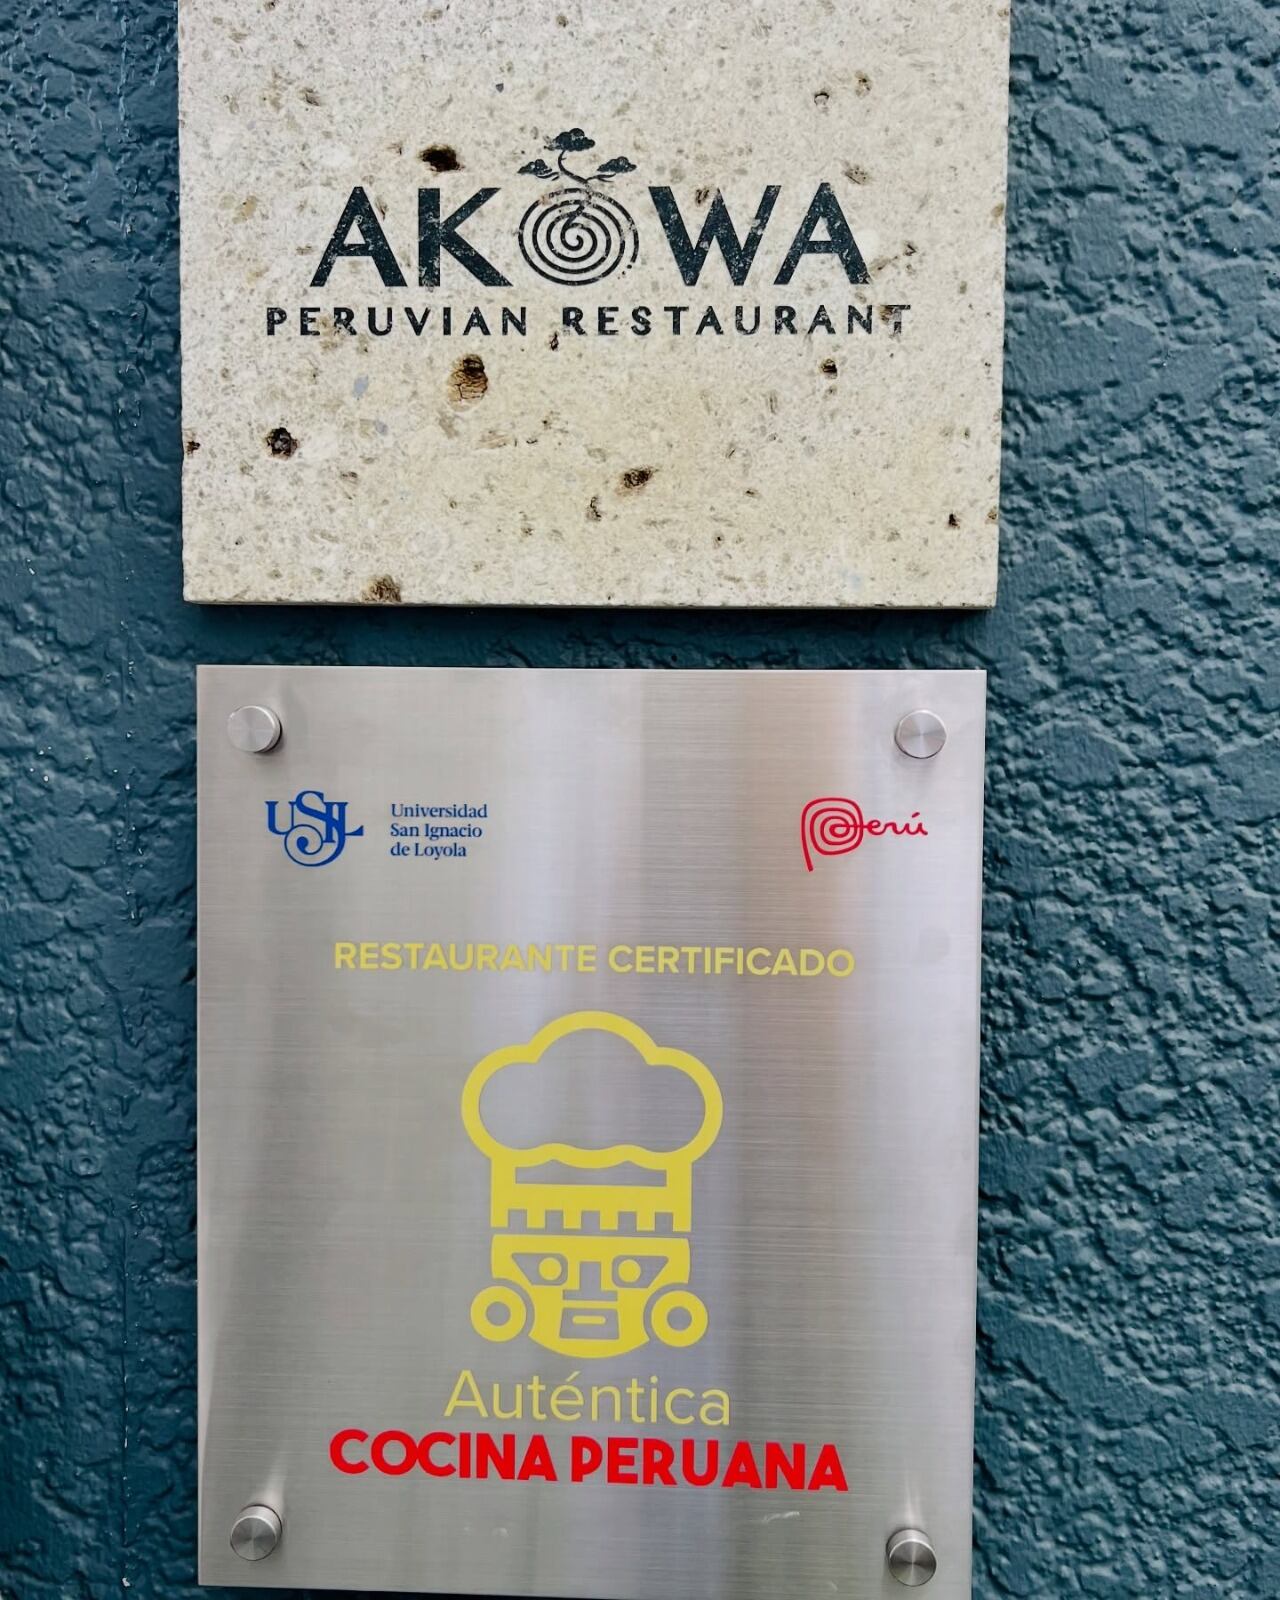 AKOWA
PERUVIAN RESTAURANT
USIL
Universidad
San Ignacio
de Loyola
Perú
RESTAURANTE CERTIFICADO
Auténtica
COCINA PERUANA